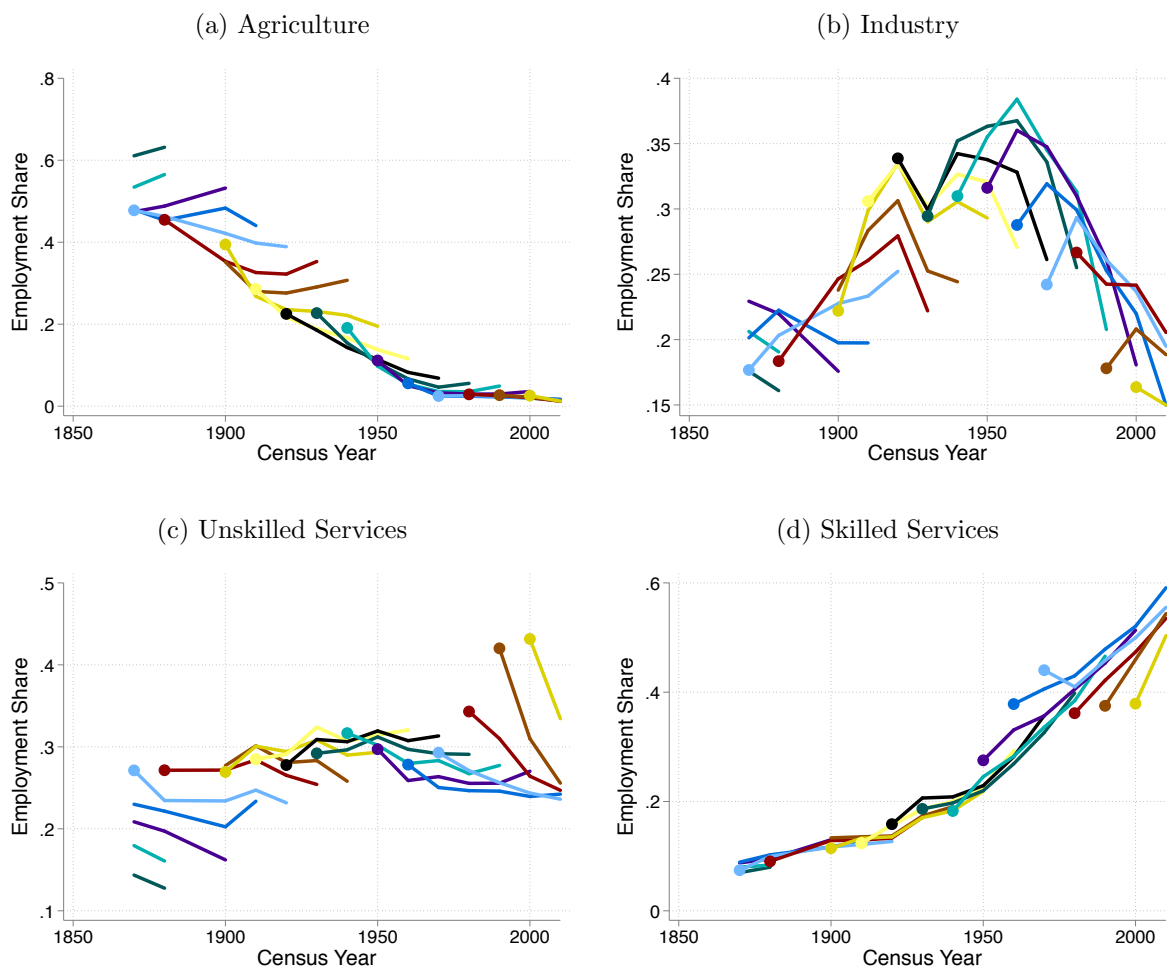 (a) Agriculture
Employment Share
.8
.6
.4
.2
0
1850 1900 1950 2000
Census Year
(b) Industry
Employment Share
.4
.35
.3
.25
.2
.15
1850 1900 1950 2000
Census Year
(c) Unskilled Services
Employment Share
.5
.4
.3
.2
.1
1850 1900 1950 2000
Census Year
(d) Skilled Services
Employment Share
.6
.4
.2
0
1850 1900 1950 2000
Census Year